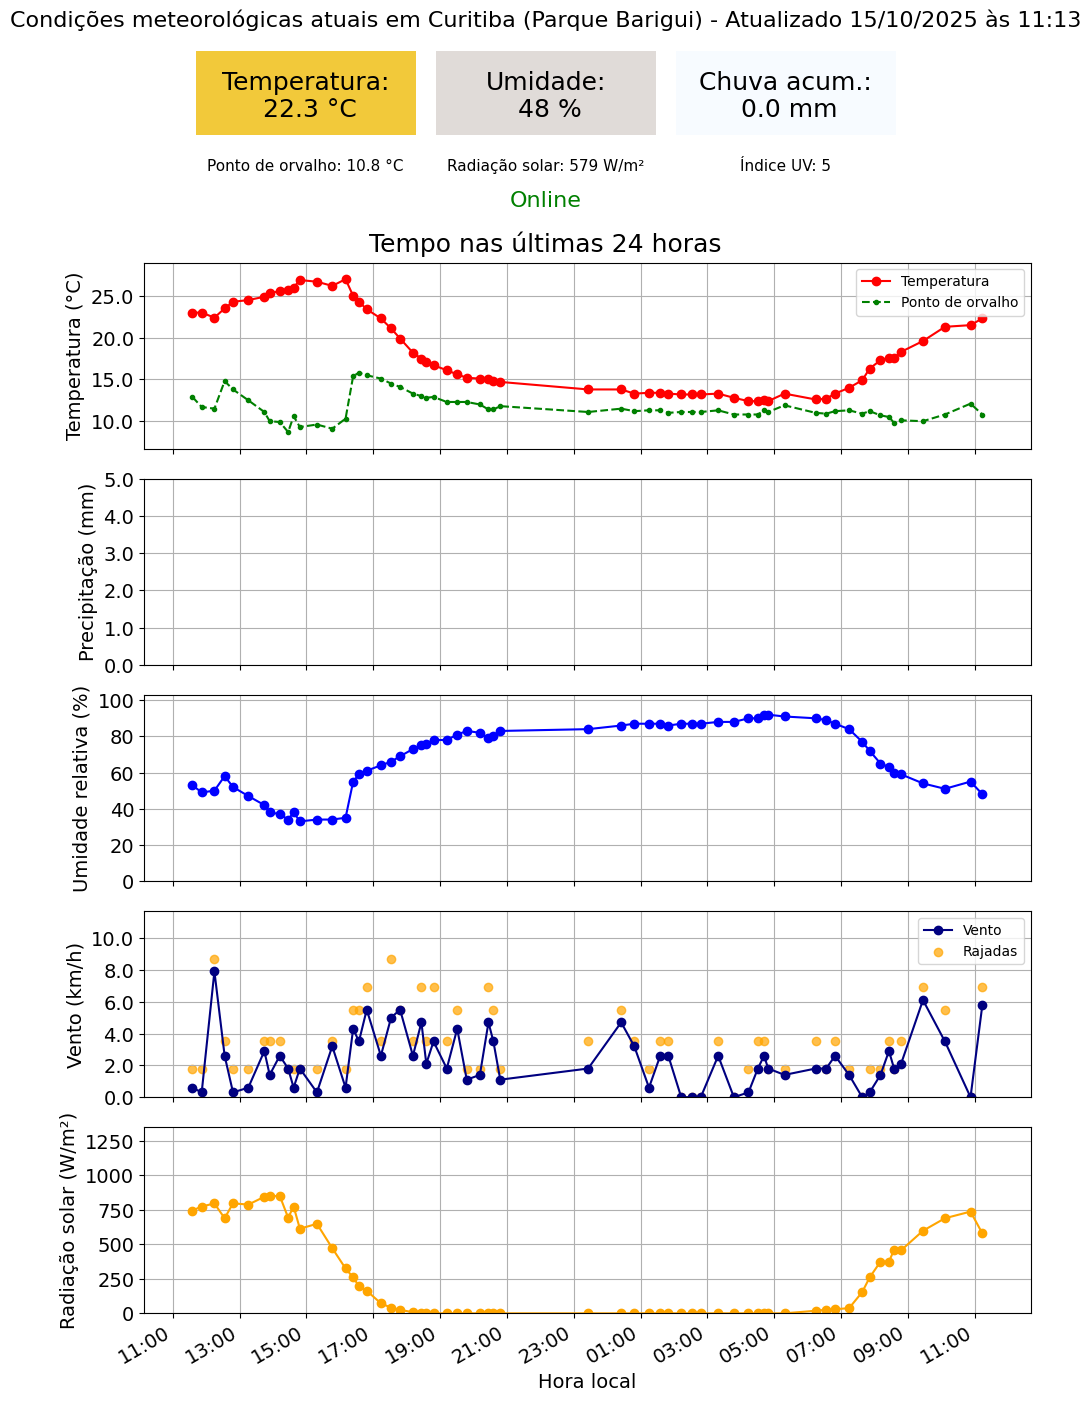 Condições meteorológicas atuais em Curitiba (Parque Barigui) - Atualizado 15/10/2025 às 11:13
Temperatura:
22.3 °C
Umidade:
48 %
Chuva acum.:
0.0 mm
Ponto de orvalho: 10.8 °C
Radiação solar: 579 W/m²
Índice UV: 5
Online
Tempo nas últimas 24 horas
Temperatura (°C)
25.0
20.0
15.0
10.0
Temperatura
Ponto de orvalho
Precipitação (mm)
5.0
4.0
3.0
2.0
1.0
0.0
Umidade relativa (%)
100
80
60
40
20
0
Vento (km/h)
10.0
8.0
6.0
4.0
2.0
0.0
Vento
Rajadas
Radiação solar (W/m²)
1250
1000
750
500
250
0
11:00
13:00
15:00
17:00
19:00
21:00
23:00
01:00
03:00
05:00
07:00
09:00
11:00
Hora local